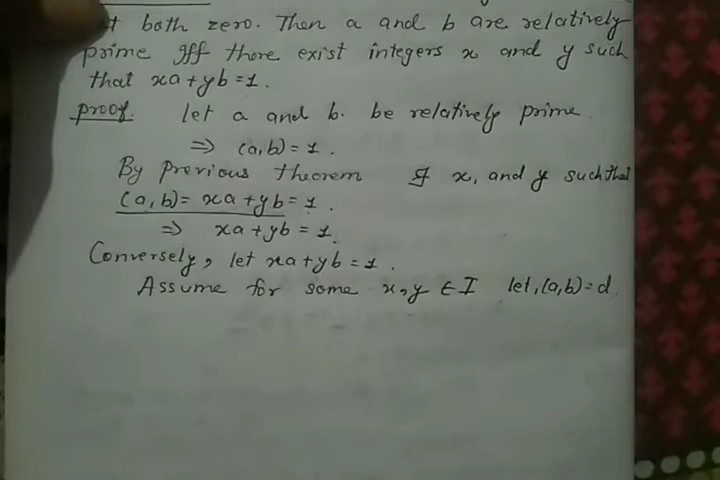 both zero. Then a and b are relatively
prime iff there exist integers x and y such
that xa+yb=1.
proof. let a and b. be relatively prime.
⇒ (a,b)=1.
By previous theorem ∃ x, and y such that
(a,b)= xa+yb=1.
⇒ xa+yb=1.
Conversely, let xa+yb=1.
Assume for some x,y ∈ I let,(a,b)=d.